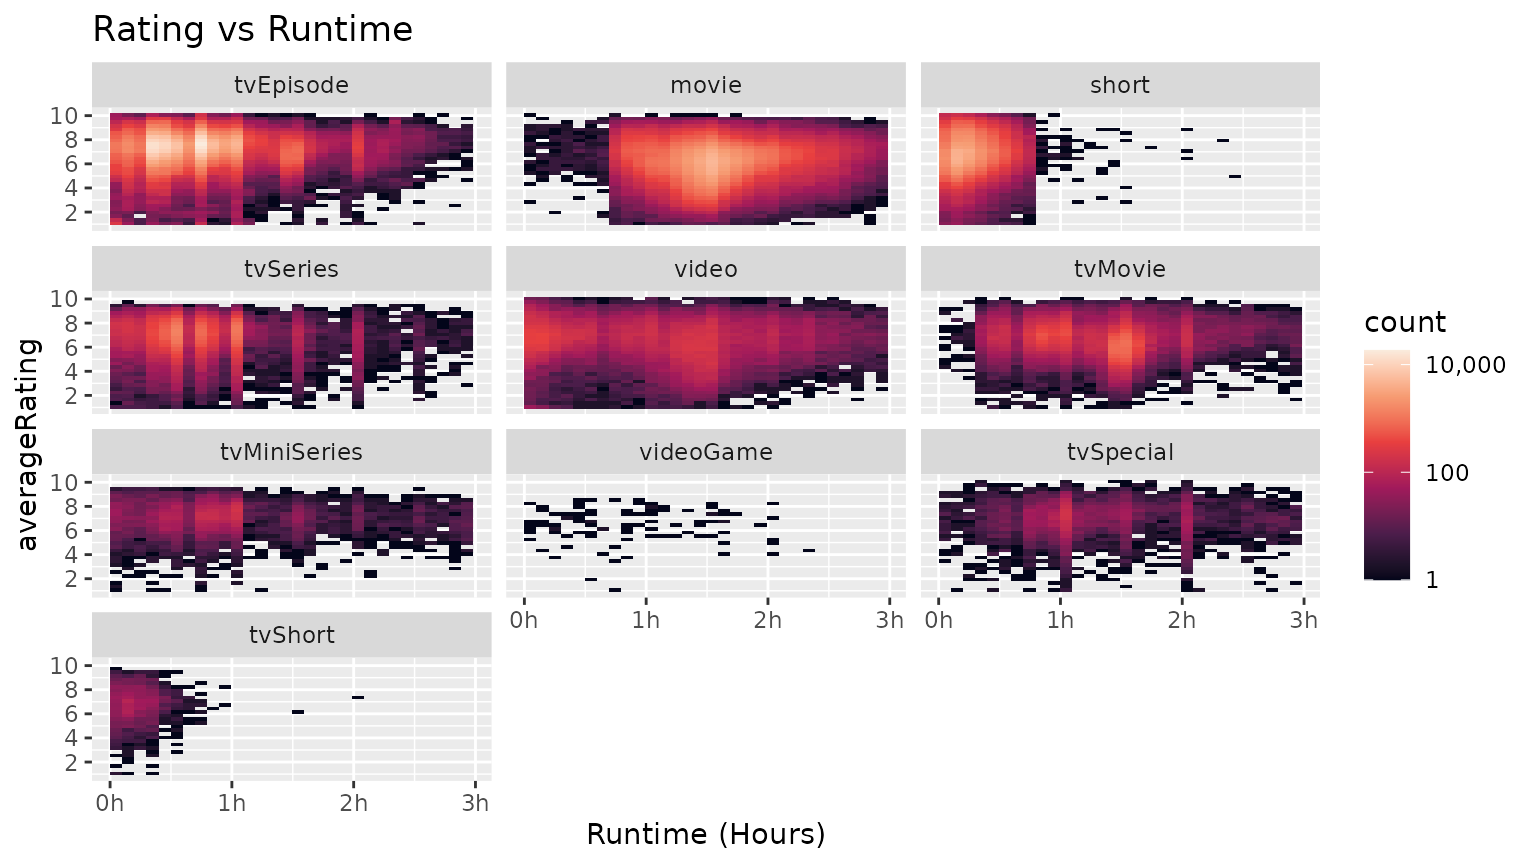 Rating vs Runtime
tvEpisode movie short
10
8
6
4
2
tvSeries video tvMovie
10
8
6
4
2
tvMiniSeries videoGame tvSpecial
10
8
6
4
2
0h 1h 2h 3h 0h 1h 2h 3h
tvShort
10
8
6
4
2
0h 1h 2h 3h
averageRating
Runtime (Hours)
count
10,000
100
1